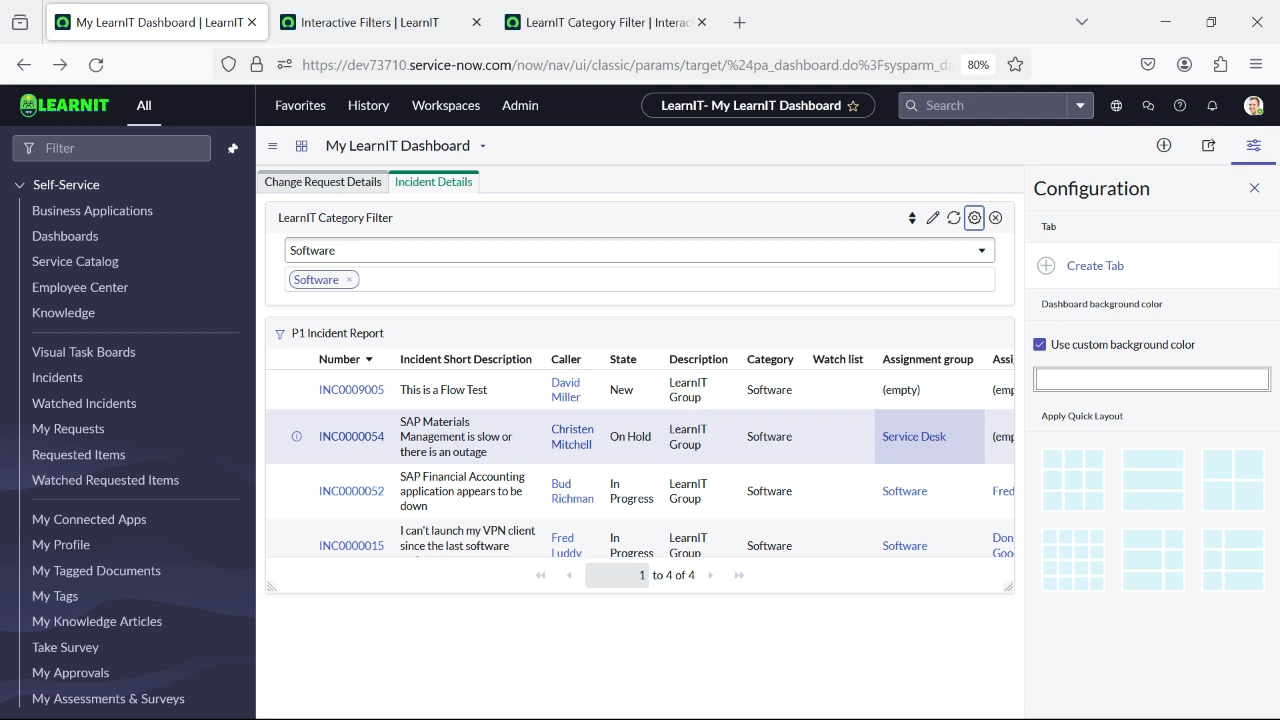 My LearnIT Dashboard | LearnIT
Interactive Filters | LearnIT
LearnIT Category Filter | Interac
https://dev73710.service-now.com/now/nav/ui/classic/params/target/%24pa_dashboard.do%3Fsysparm_da
80%
LEARNIT
All
Favorites
History
Workspaces
Admin
LearnIT- My LearnIT Dashboard
Search
Filter
My LearnIT Dashboard
Self-Service
Business Applications
Dashboards
Service Catalog
Employee Center
Knowledge
Visual Task Boards
Incidents
Watched Incidents
My Requests
Requested Items
Watched Requested Items
My Connected Apps
My Profile
My Tagged Documents
My Tags
My Knowledge Articles
Take Survey
My Approvals
My Assessments & Surveys
Change Request Details
Incident Details
LearnIT Category Filter
Software
Software ×
P1 Incident Report
Number Incident Short Description Caller State Description Category Watch list Assignment group Assi
INC0009005 This is a Flow Test David Miller New LearnIT Group Software (empty) (emp
INC0000054 SAP Materials Management is slow or there is an outage Christen Mitchell On Hold LearnIT Group Software Service Desk (emp
INC0000052 SAP Financial Accounting application appears to be down Bud Richman In Progress LearnIT Group Software Software Fred
INC0000015 I can't launch my VPN client since the last software Fred Luddy In Progress LearnIT Group Software Software Don Goo
1 to 4 of 4
Configuration
Tab
Create Tab
Dashboard background color
Use custom background color
Apply Quick Layout